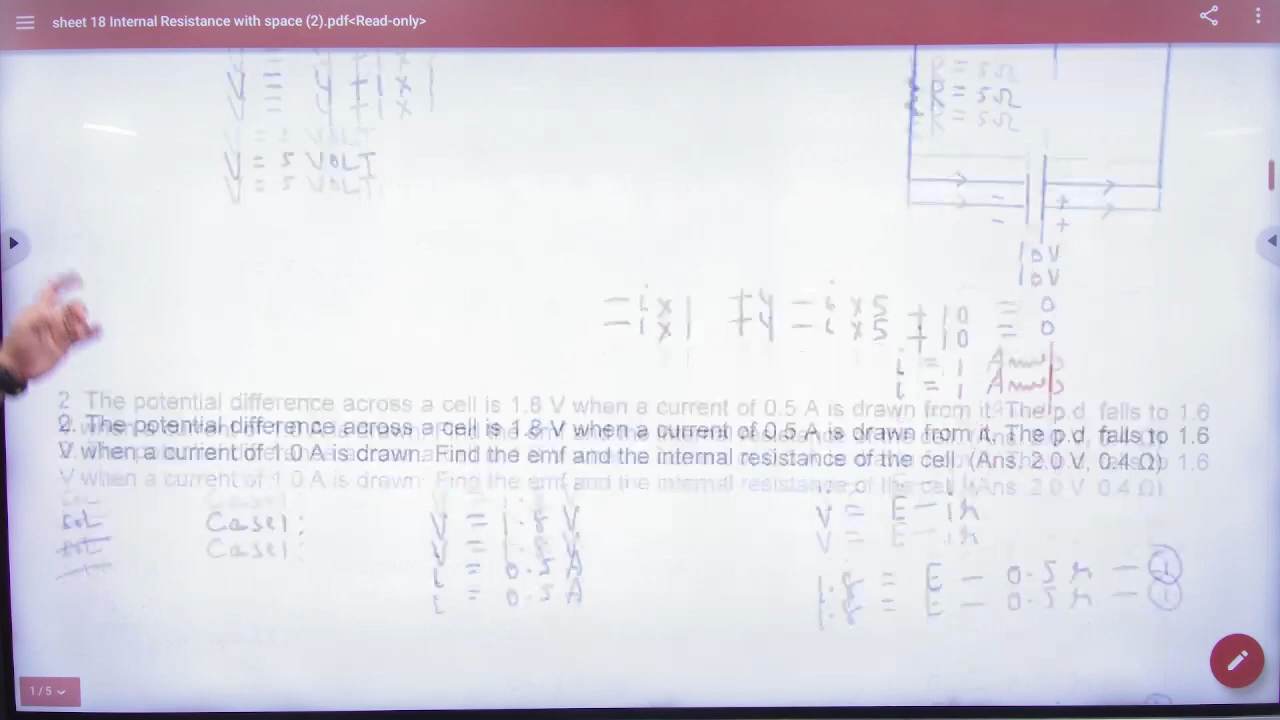 sheet 18 Internal Resistance with space (2).pdf<Read-only>
V = 4 + 1 x 1
V = 5 VOLT
R = 5Ω
- +
10V
- i x 1 + 4 - i x 5 + 10 = 0
i = 1 Amp
2. The potential difference across a cell is 1.8 V when a current of 0.5 A is drawn from it. The p.d falls to 1.6
V when a current of 1.0 A is drawn. Find the emf and the internal resistance of the cell. (Ans. 2.0 V, 0.4 Ω)
Sol Case1: V = 1.8 V V = E - ir
i = 0.5 A 1.8 = E - 0.5 r - 1
1/5